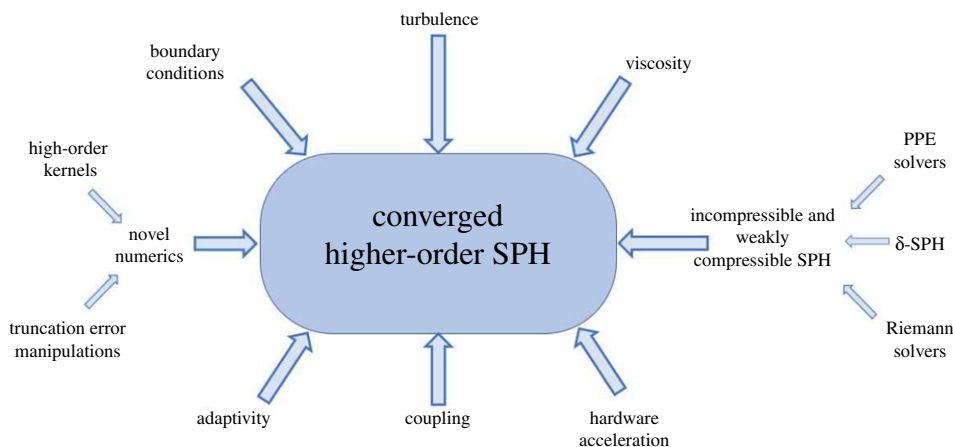 turbulence
boundary
conditions
viscosity
high-order
kernels
PPE
solvers
converged
higher-order SPH
novel
numerics
incompressible and
weakly
compressible SPH
δ-SPH
truncation error
manipulations
Riemann
solvers
adaptivity
coupling
hardware
acceleration